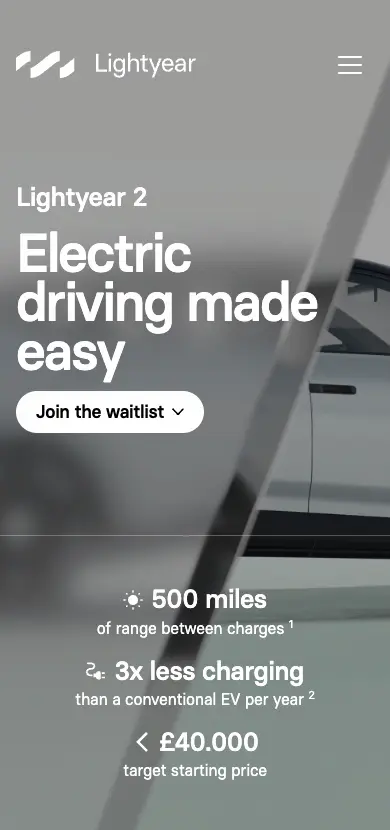 Lightyear
Lightyear 2
Electric
driving made
easy
Join the waitlist
500 miles
of range between charges ¹
3x less charging
than a conventional EV per year ²
< £40.000
target starting price